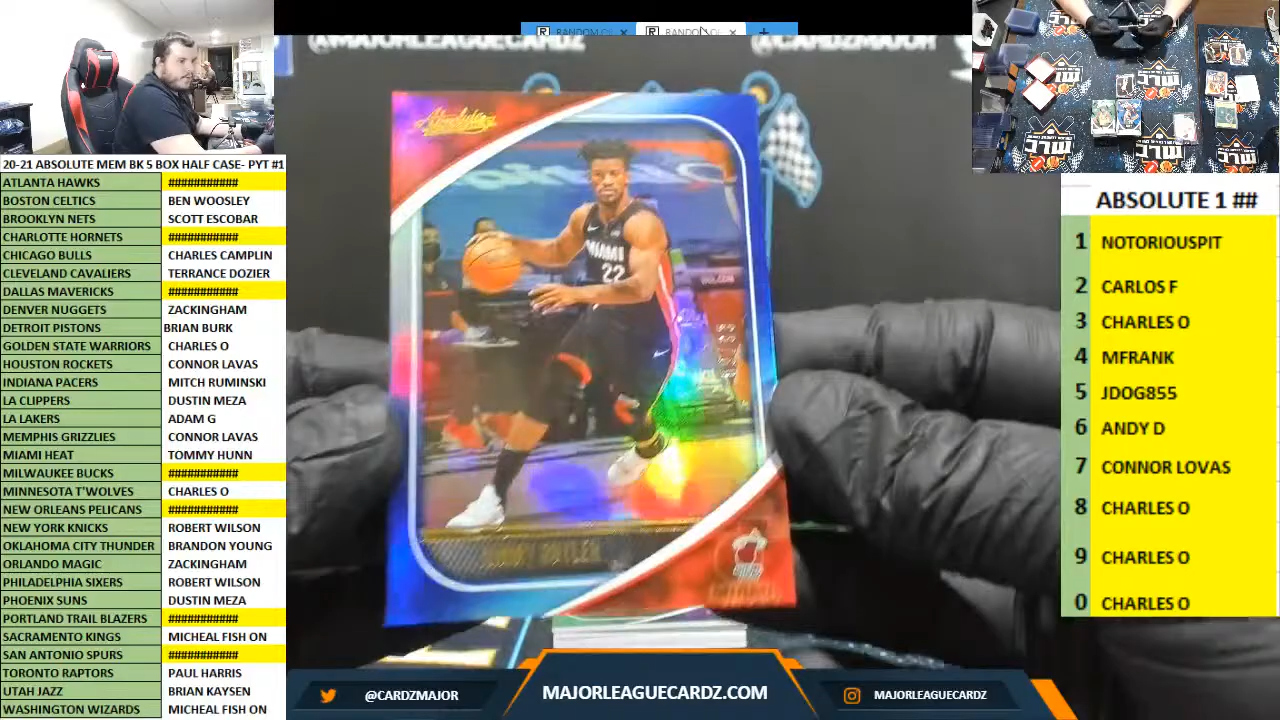 RANDOM
RANDO
@MAJORLEAGUECARDZ
@CARDZMAJOR
Absolute
MIAMI
22
JIMMY BUTLER
20-21 ABSOLUTE MEM BK 5 BOX HALF CASE- PYT #1
ATLANTA HAWKS ###########
BOSTON CELTICS BEN WOOSLEY
BROOKLYN NETS SCOTT ESCOBAR
CHARLOTTE HORNETS ###########
CHICAGO BULLS CHARLES CAMPLIN
CLEVELAND CAVALIERS TERRANCE DOZIER
DALLAS MAVERICKS ###########
DENVER NUGGETS ZACKINGHAM
DETROIT PISTONS BRIAN BURK
GOLDEN STATE WARRIORS CHARLES O
HOUSTON ROCKETS CONNOR LAVAS
INDIANA PACERS MITCH RUMINSKI
LA CLIPPERS DUSTIN MEZA
LA LAKERS ADAM G
MEMPHIS GRIZZLIES CONNOR LAVAS
MIAMI HEAT TOMMY HUNN
MILWAUKEE BUCKS ###########
MINNESOTA T'WOLVES CHARLES O
NEW ORLEANS PELICANS ###########
NEW YORK KNICKS ROBERT WILSON
OKLAHOMA CITY THUNDER BRANDON YOUNG
ORLANDO MAGIC ZACKINGHAM
PHILADELPHIA SIXERS ROBERT WILSON
PHOENIX SUNS DUSTIN MEZA
PORTLAND TRAIL BLAZERS ###########
SACRAMENTO KINGS MICHEAL FISH ON
SAN ANTONIO SPURS ###########
TORONTO RAPTORS PAUL HARRIS
UTAH JAZZ BRIAN KAYSEN
WASHINGTON WIZARDS MICHEAL FISH ON
ABSOLUTE 1 ##
1 NOTORIOUSPIT
2 CARLOS F
3 CHARLES O
4 MFRANK
5 JDOG855
6 ANDY D
7 CONNOR LOVAS
8 CHARLES O
9 CHARLES O
0 CHARLES O
@CARDZMAJOR
MAJORLEAGUECARDZ.COM
MAJORLEAGUECARDZ